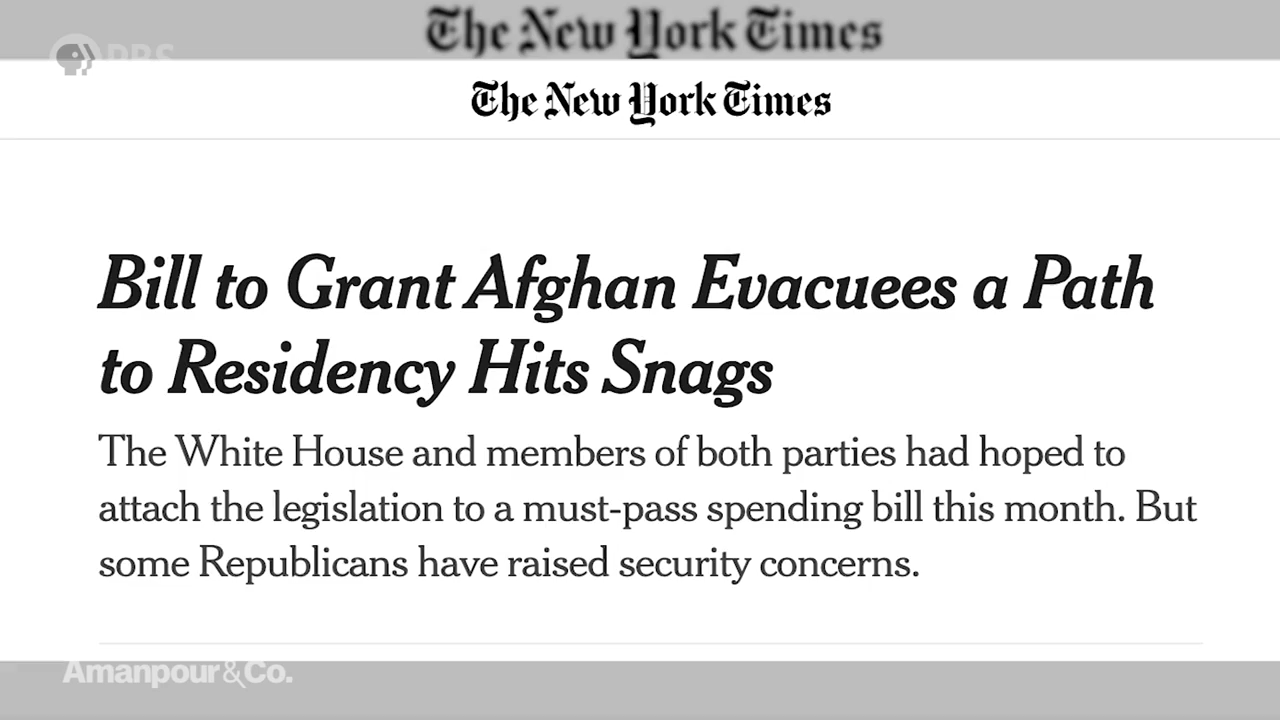 The New York Times
PBS
The New York Times
Bill to Grant Afghan Evacuees a Path
to Residency Hits Snags
The White House and members of both parties had hoped to
attach the legislation to a must-pass spending bill this month. But
some Republicans have raised security concerns.
Amanpour&Co.